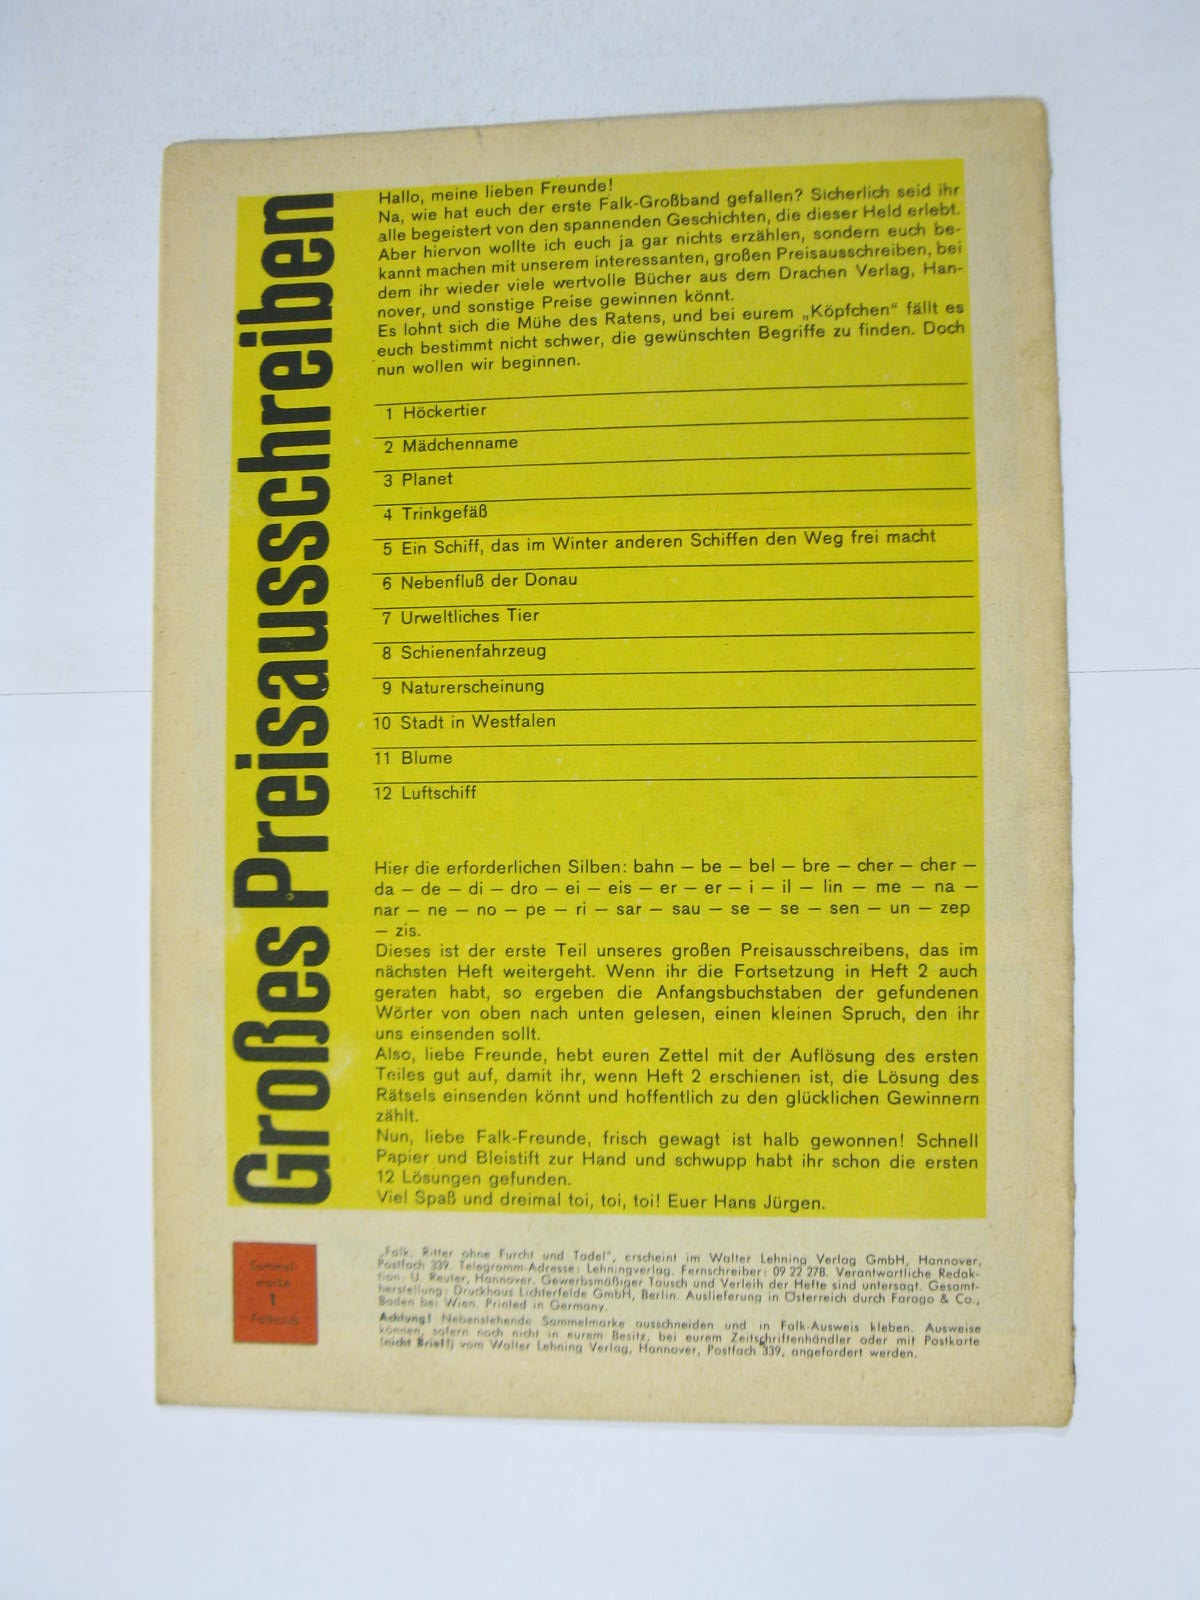 Großes Preisausschreiben
Hallo, meine lieben Freunde!
Na, wie hat euch der erste Falk-Großband gefallen? Sicherlich seid ihr
alle begeistert von den spannenden Geschichten, die dieser Held erlebt.
Aber hiervon wollte ich euch ja gar nichts erzählen, sondern euch be-
kannt machen mit unserem interessanten, großen Preisausschreiben, bei
dem ihr wieder viele wertvolle Bücher aus dem Drachen Verlag, Han-
nover, und sonstige Preise gewinnen könnt.
Es lohnt sich die Mühe des Ratens, und bei eurem „Köpfchen“ fällt es
euch bestimmt nicht schwer, die gewünschten Begriffe zu finden. Doch
nun wollen wir beginnen.
1 Höckertier
2 Mädchenname
3 Planet
4 Trinkgefäß
5 Ein Schiff, das im Winter anderen Schiffen den Weg frei macht
6 Nebenfluß der Donau
7 Urweltliches Tier
8 Schienenfahrzeug
9 Naturerscheinung
10 Stadt in Westfalen
11 Blume
12 Luftschiff
Hier die erforderlichen Silben: bahn – be – bel – bre – cher – cher –
da – de – di – dro – ei – eis – er – er – i – il – lin – me – na –
nar – ne – no – pe – ri – sar – sau – se – se – sen – un – zep
– zis.
Dieses ist der erste Teil unseres großen Preisausschreibens, das im
nächsten Heft weitergeht. Wenn ihr die Fortsetzung in Heft 2 auch
geraten habt, so ergeben die Anfangsbuchstaben der gefundenen
Wörter von oben nach unten gelesen, einen kleinen Spruch, den ihr
uns einsenden sollt.
Also, liebe Freunde, hebt euren Zettel mit der Auflösung des ersten
Teiles gut auf, damit ihr, wenn Heft 2 erschienen ist, die Lösung des
Rätsels einsenden könnt und hoffentlich zu den glücklichen Gewinnern
zählt.
Nun, liebe Falk-Freunde, frisch gewagt ist halb gewonnen! Schnell
Papier und Bleistift zur Hand und schwupp habt ihr schon die ersten
12 Lösungen gefunden.
Viel Spaß und dreimal toi, toi, toi! Euer Hans Jürgen.
Sammel-
marke
1
Falkclub
„Falk, Ritter ohne Furcht und Tadel“, erscheint im Walter Lehning Verlag GmbH, Hannover,
Postfach 339. Telegramm-Adresse: Lehningverlag. Fernschreiber: 09 22 278. Verantwortliche Redak-
tion: U. Reuter, Hannover. Gewerbsmäßiger Tausch und Verleih der Hefte sind untersagt. Gesamt-
herstellung: Druckhaus Lichterfelde GmbH, Berlin. Auslieferung in Österreich durch Farago & Co.,
Baden bei Wien. Printed in Germany.
Achtung! Nebenstehende Sammelmarke ausschneiden und in Falk-Ausweis kleben. Ausweise
können, sofern noch nicht in eurem Besitz, bei eurem Zeitschriftenhändler oder mit Postkarte
(nicht Brief!) vom Walter Lehning Verlag, Hannover, Postfach 339, angefordert werden.